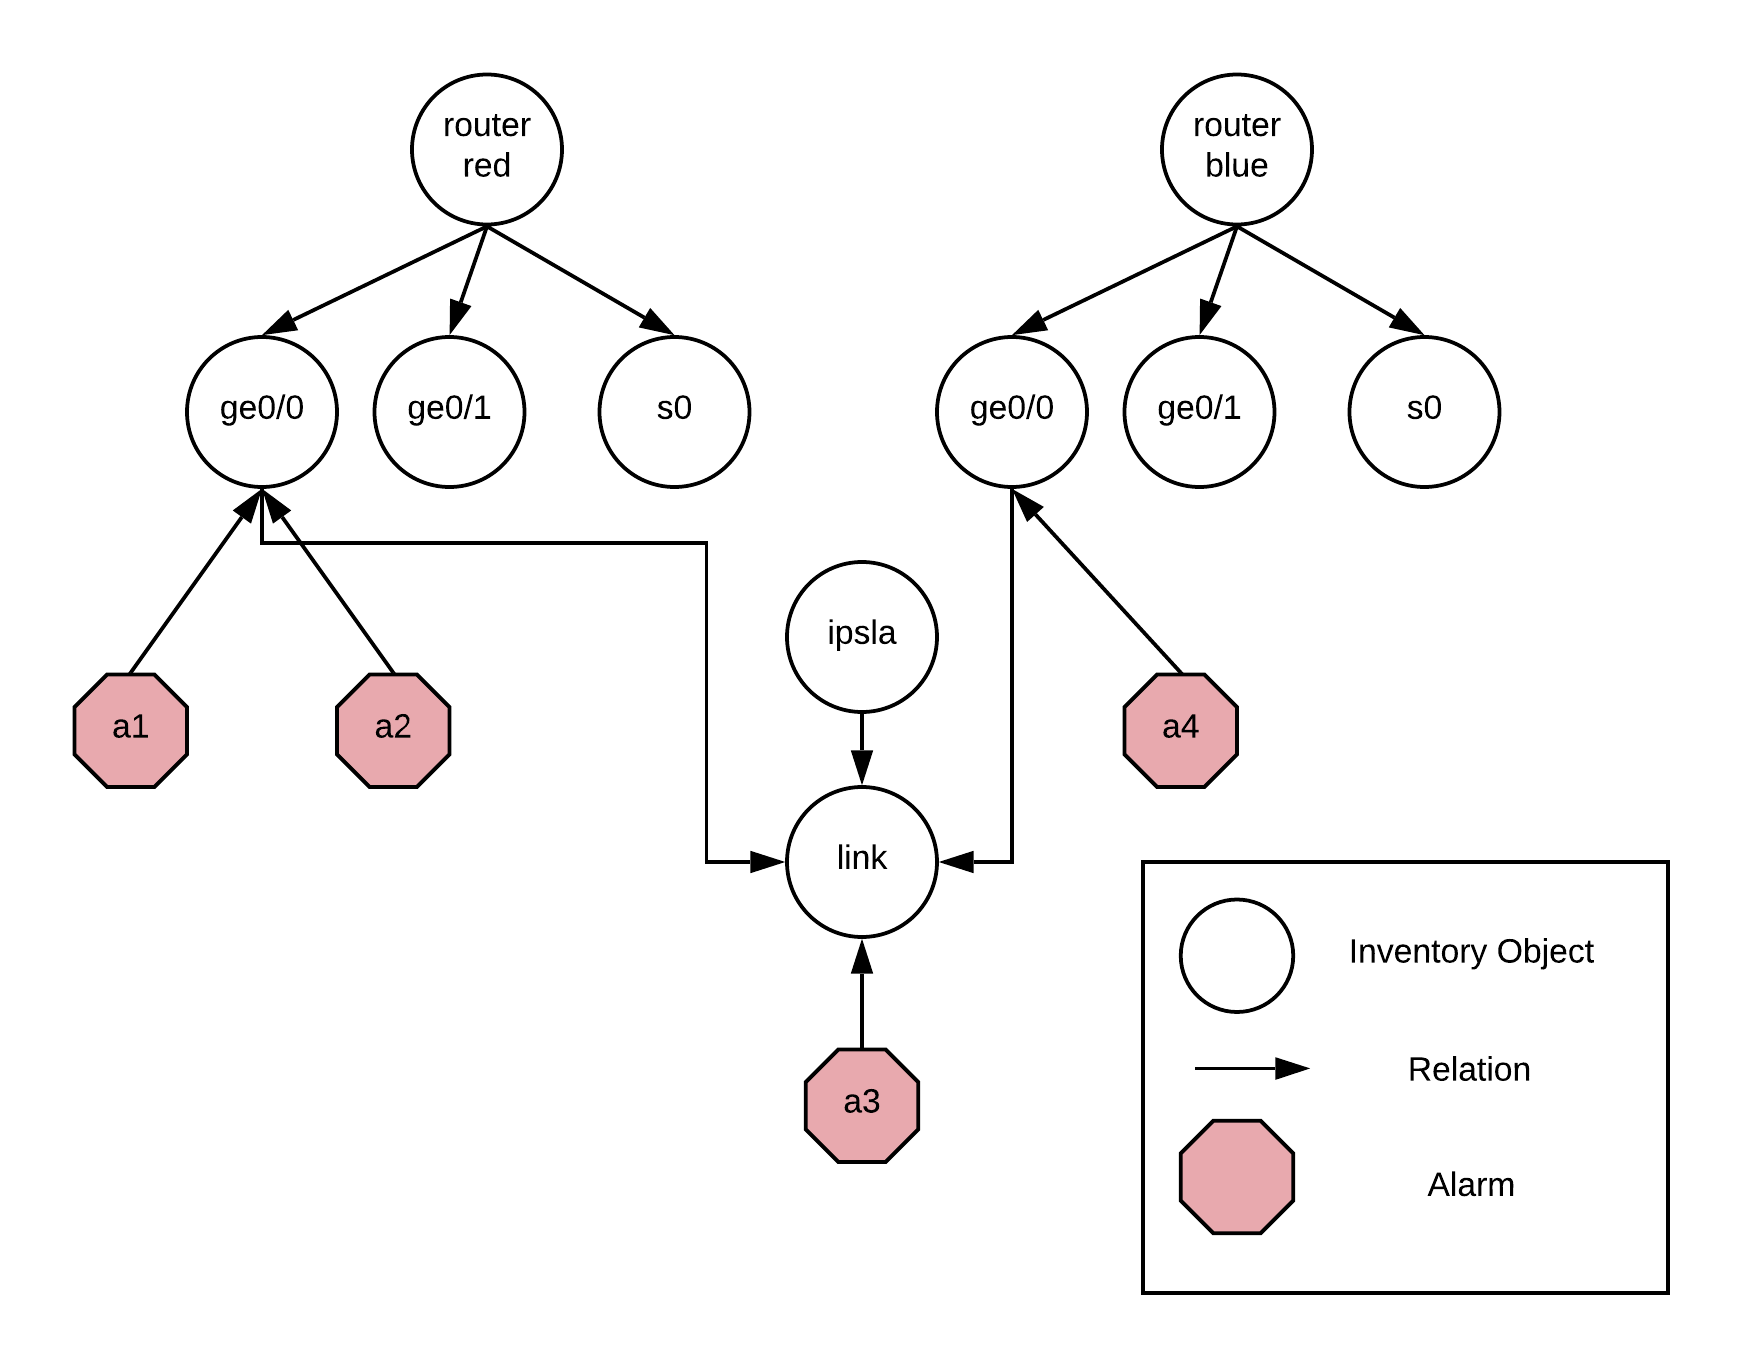 router
red
router
blue
ge0/0
ge0/1
s0
ge0/0
ge0/1
s0
ipsla
a1
a2
a4
link
Inventory Object
Relation
a3
Alarm